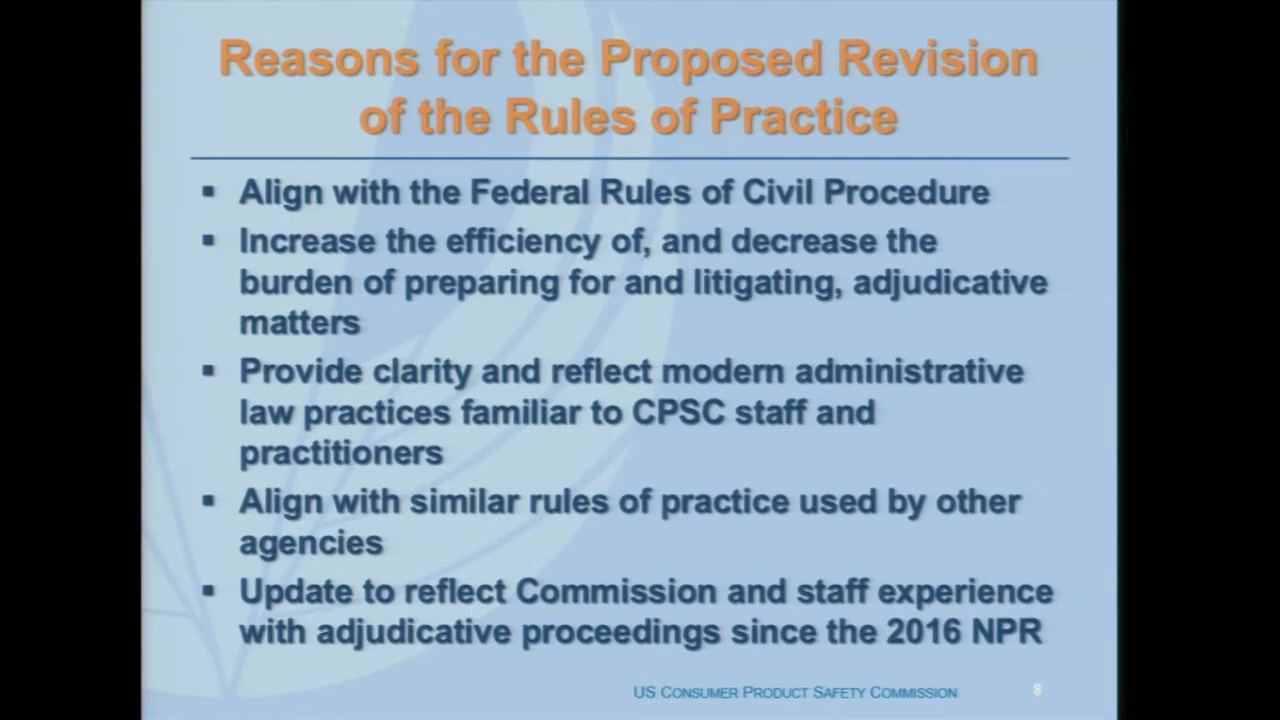 Reasons for the Proposed Revision
of the Rules of Practice
▪ Align with the Federal Rules of Civil Procedure
▪ Increase the efficiency of, and decrease the
burden of preparing for and litigating, adjudicative
matters
▪ Provide clarity and reflect modern administrative
law practices familiar to CPSC staff and
practitioners
▪ Align with similar rules of practice used by other
agencies
▪ Update to reflect Commission and staff experience
with adjudicative proceedings since the 2016 NPR
US CONSUMER PRODUCT SAFETY COMMISSION 8